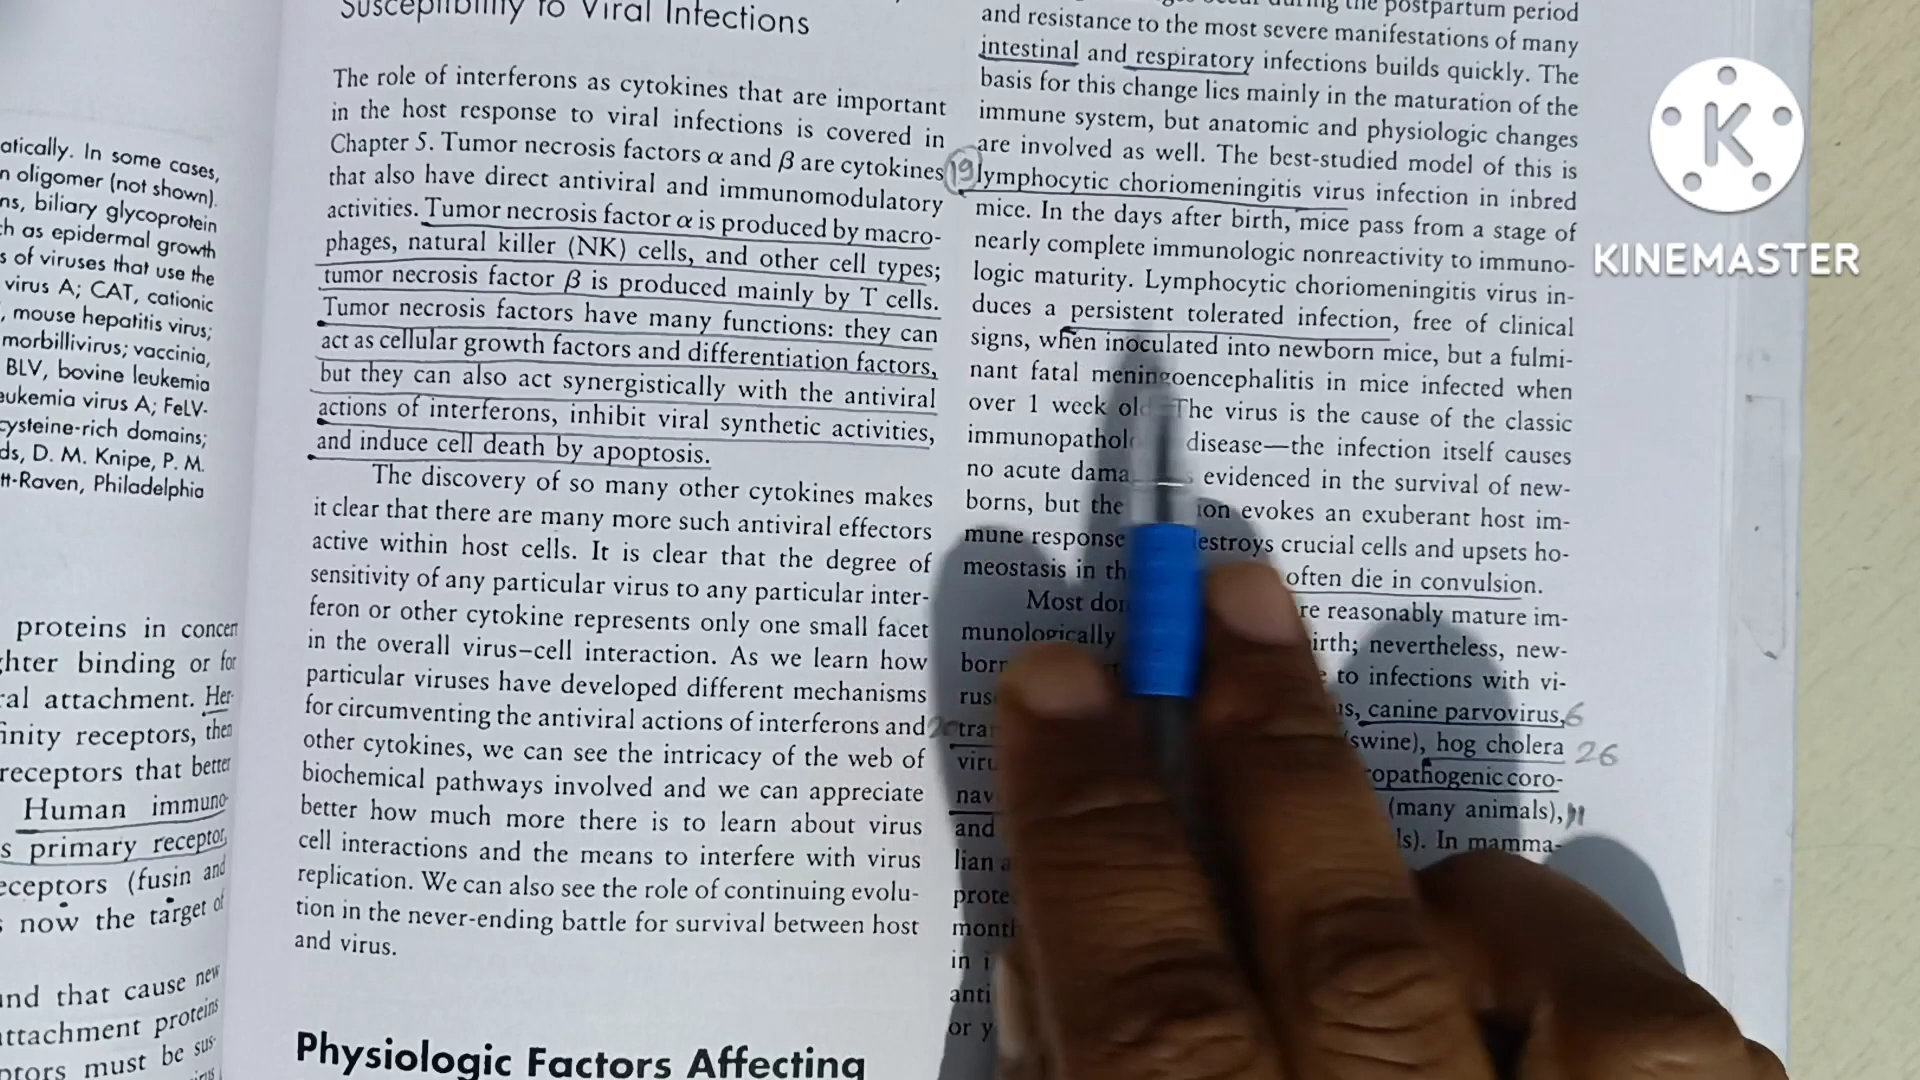 atically. In some cases,
n oligomer (not shown).
ns, biliary glycoprotein
ch as epidermal growth
s of viruses that use the
virus A; CAT, cationic
, mouse hepatitis virus;
morbillivirus; vaccinia,
BLV, bovine leukemia
eukemia virus A; FeLV-
cysteine-rich domains;
ds, D. M. Knipe, P. M.
tt-Raven, Philadelphia
proteins in concert
ghter binding or for
ral attachment. Her-
finity receptors, then
receptors that better
Human immuno-
s primary receptor,
eceptors (fusin and
s now the target of
and that cause new
attachment proteins
ptors must be sus-
Susceptibility to Viral Infections
The role of interferons as cytokines that are important
in the host response to viral infections is covered in
Chapter 5. Tumor necrosis factors α and β are cytokines
that also have direct antiviral and immunomodulatory
activities. Tumor necrosis factor α is produced by macro-
phages, natural killer (NK) cells, and other cell types;
tumor necrosis factor β is produced mainly by T cells.
Tumor necrosis factors have many functions: they can
act as cellular growth factors and differentiation factors,
but they can also act synergistically with the antiviral
actions of interferons, inhibit viral synthetic activities,
and induce cell death by apoptosis.
The discovery of so many other cytokines makes
it clear that there are many more such antiviral effectors
active within host cells. It is clear that the degree of
sensitivity of any particular virus to any particular inter-
feron or other cytokine represents only one small facet
in the overall virus–cell interaction. As we learn how
particular viruses have developed different mechanisms
for circumventing the antiviral actions of interferons and
other cytokines, we can see the intricacy of the web of
biochemical pathways involved and we can appreciate
better how much more there is to learn about virus
cell interactions and the means to interfere with virus
replication. We can also see the role of continuing evolu-
tion in the never-ending battle for survival between host
and virus.
Physiologic Factors Affecting
during the postpartum period
and resistance to the most severe manifestations of many
intestinal and respiratory infections builds quickly. The
basis for this change lies mainly in the maturation of the
immune system, but anatomic and physiologic changes
are involved as well. The best-studied model of this is
19 lymphocytic choriomeningitis virus infection in inbred
mice. In the days after birth, mice pass from a stage of
nearly complete immunologic nonreactivity to immuno-
logic maturity. Lymphocytic choriomeningitis virus in-
duces a persistent tolerated infection, free of clinical
signs, when inoculated into newborn mice, but a fulmi-
nant fatal meningoencephalitis in mice infected when
over 1 week ol The virus is the cause of the classic
immunopathol disease—the infection itself causes
no acute dama s evidenced in the survival of new-
borns, but the ion evokes an exuberant host im-
mune response estroys crucial cells and upsets ho-
meostasis in th often die in convulsion.
Most dom re reasonably mature im-
munologically irth; nevertheless, new-
born to infections with vi-
rus us, canine parvovirus, 6
20 tra (swine), hog cholera 26
viru ropathogenic coro-
nav (many animals), 11
and ls). In mamma-
lian a
prote
month
in i
anti
or y
K
KINEMASTER